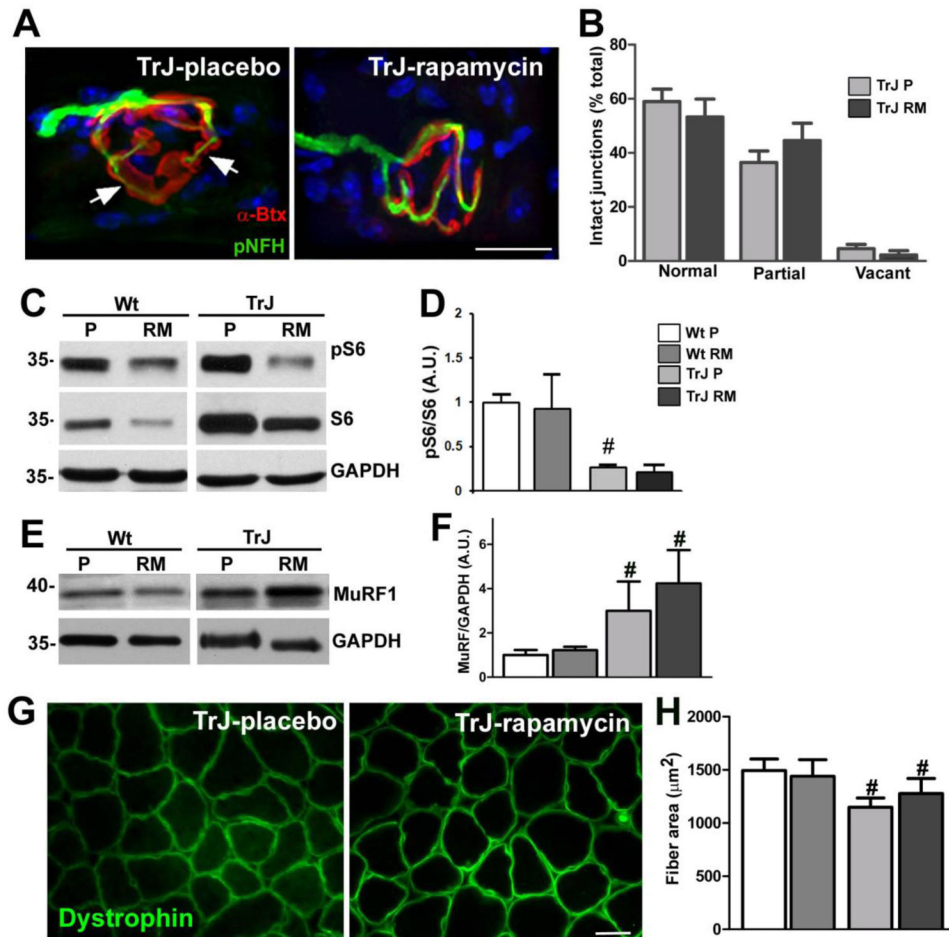 A
TrJ-placebo
TrJ-rapamycin
α-Btx
pNFH
B
Intact junctions (% total)
80
60
40
20
0
Normal Partial Vacant
TrJ P
TrJ RM
C
Wt TrJ
P RM P RM
35- pS6
S6
35- GAPDH
D
pS6/S6 (A.U.)
2
1.5
1
0.5
0
#
Wt P
Wt RM
TrJ P
TrJ RM
E
Wt TrJ
P RM P RM
40- MuRF1
35- GAPDH
F
MuRF/GAPDH (A.U.)
6
4
2
0
# #
G
TrJ-placebo
TrJ-rapamycin
Dystrophin
H
Fiber area (μm²)
2000
1500
1000
500
0
# #